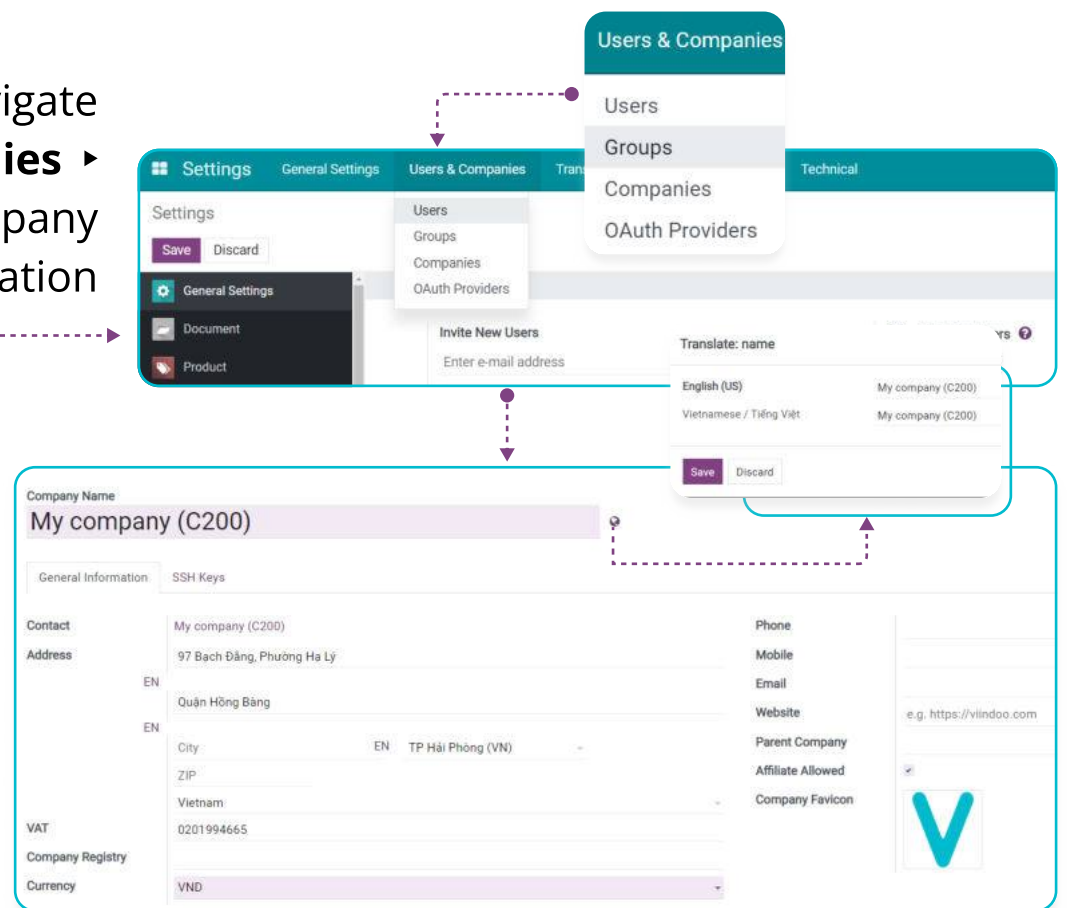 Users & Companies
Users
Groups
Companies
OAuth Providers
igate
ies ▸
pany
ation
Settings General Settings Users & Companies Tran Technical
Settings
Save Discard
Users
Groups
Companies
OAuth Providers
General Settings
Document
Product
Invite New Users
Enter e-mail address
rs
Translate: name
English (US) My company (C200)
Vietnamese / Tiếng Việt My company (C200)
Save Discard
Company Name
My company (C200)
General Information SSH Keys
Contact My company (C200)
Address 97 Bạch Đằng, Phường Hạ Lý
EN
Quận Hồng Bàng
EN
City EN TP Hải Phòng (VN)
ZIP
Vietnam
VAT 0201994665
Company Registry
Currency VND
Phone
Mobile
Email
Website e.g. https://viindoo.com
Parent Company
Affiliate Allowed
Company Favicon
V